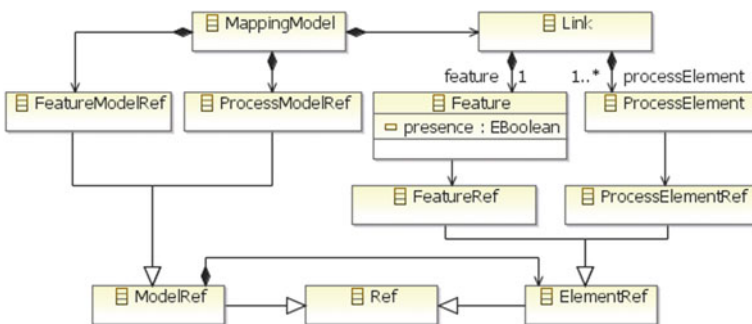 MappingModel
Link
feature
1
1..*
processElement
FeatureModelRef
ProcessModelRef
Feature
ProcessElement
presence : EBoolean
FeatureRef
ProcessElementRef
ModelRef
Ref
ElementRef